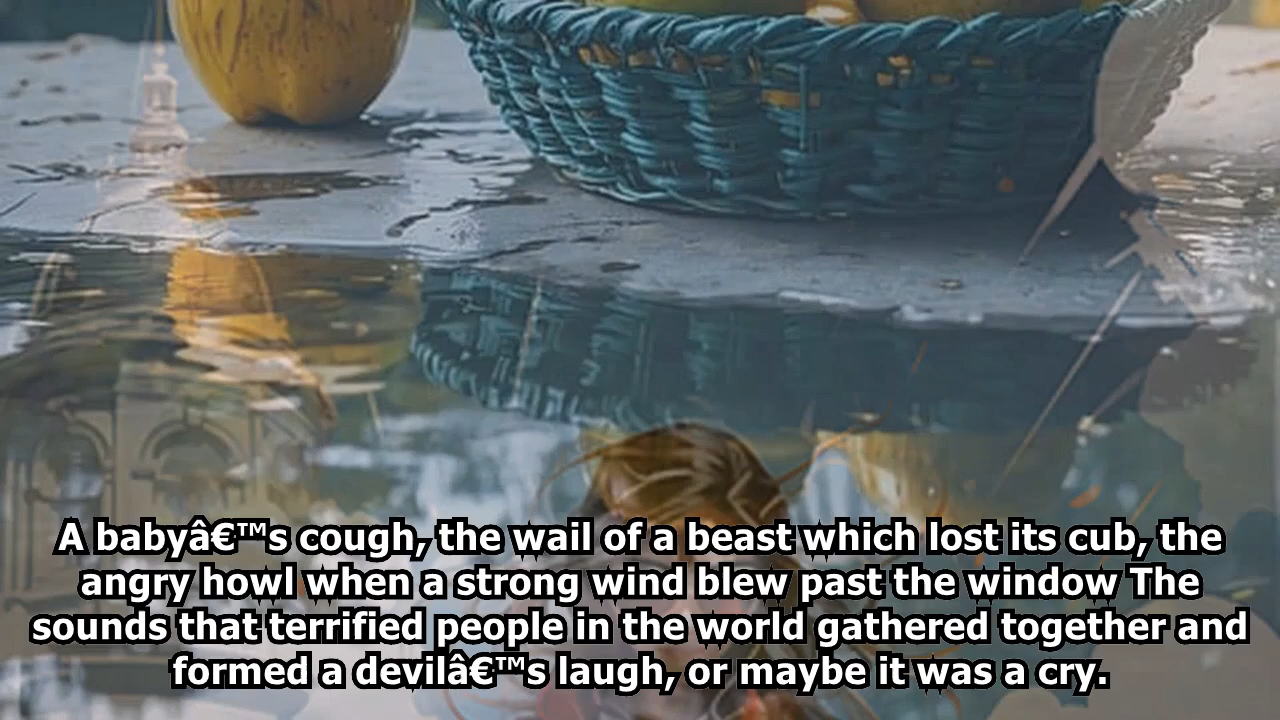 A babyâ€™s cough, the wail of a beast which lost its cub, the
angry howl when a strong wind blew past the window The
sounds that terrified people in the world gathered together and
formed a devilâ€™s laugh, or maybe it was a cry.